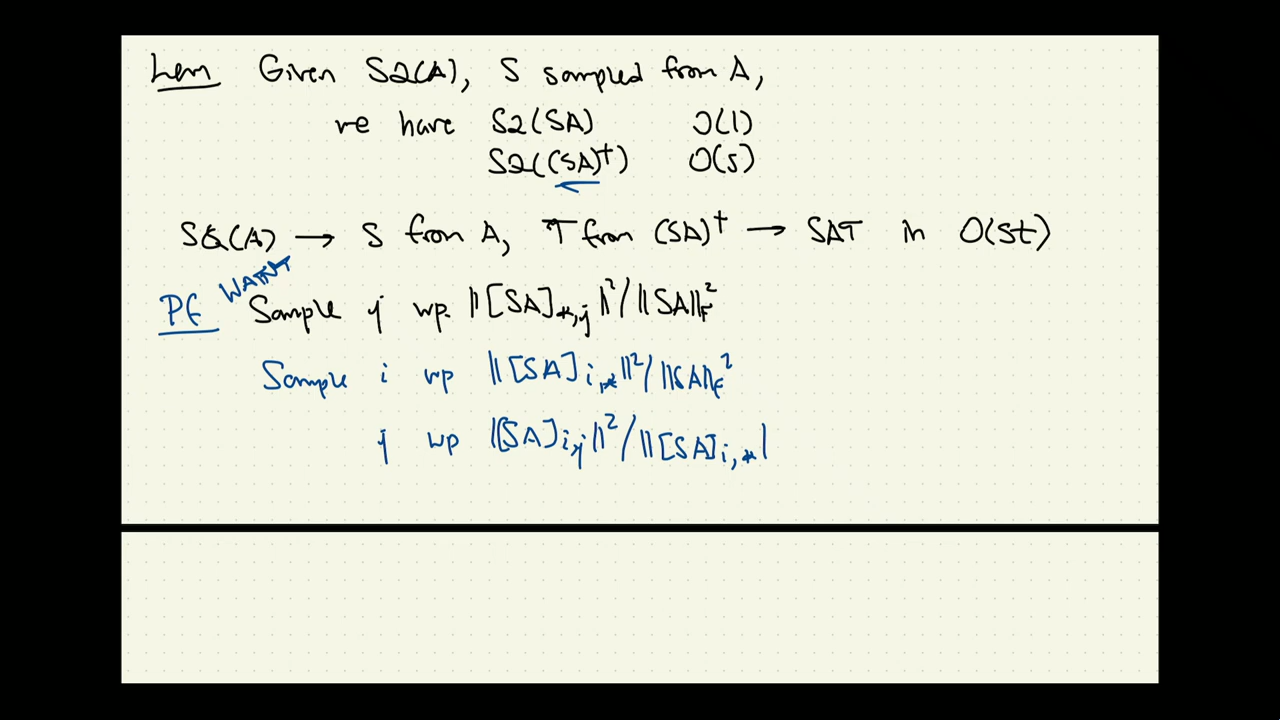 Lem Given SQ(A), S sampled from A,
we have SQ(SA) O(1)
SQ((SA)†) O(s)
SQ(A) → S from A, T from (SA)† → SAT in O(st)
PF WANT Sample j wp ‖[SA]*,j‖²/‖SA‖F²
Sample i wp ‖[SA]i,*‖²/‖SA‖F²
j wp |[SA]i,j‖²/‖[SA]i,*|